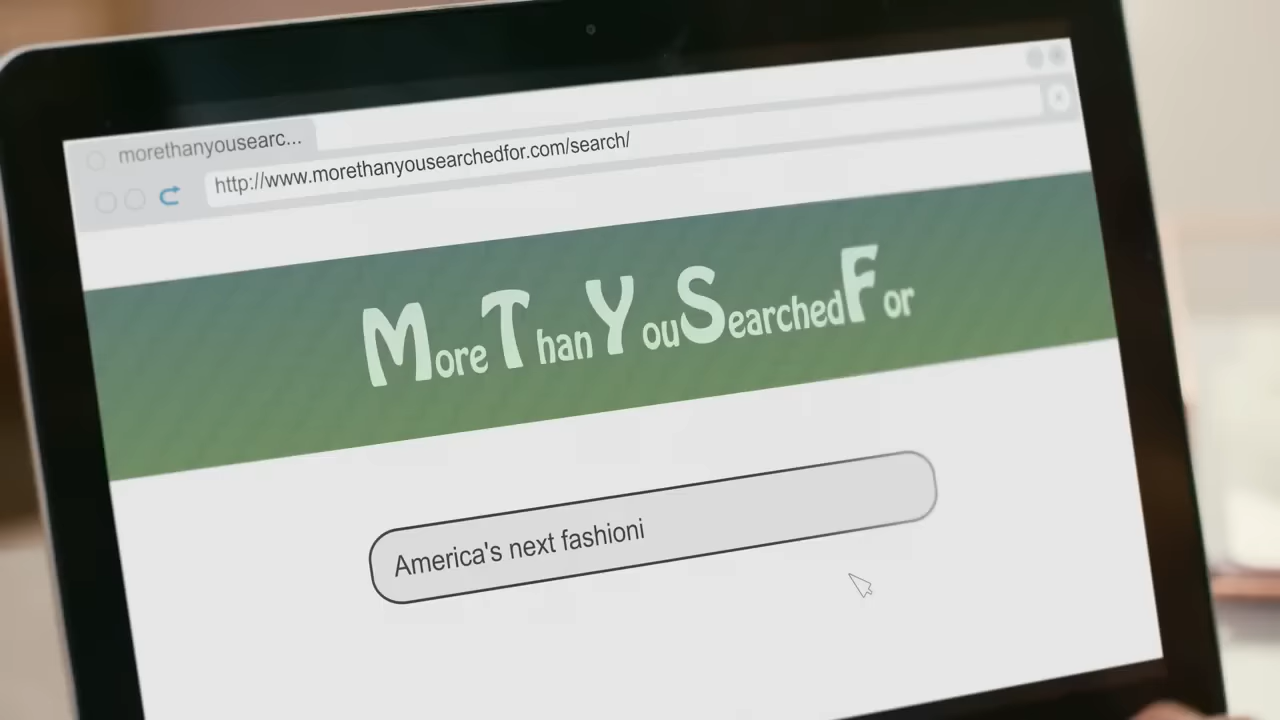 morethanyousearc...
http://www.morethanyousearchedfor.com/search/
MoreThanYouSearchedFor
America's next fashioni